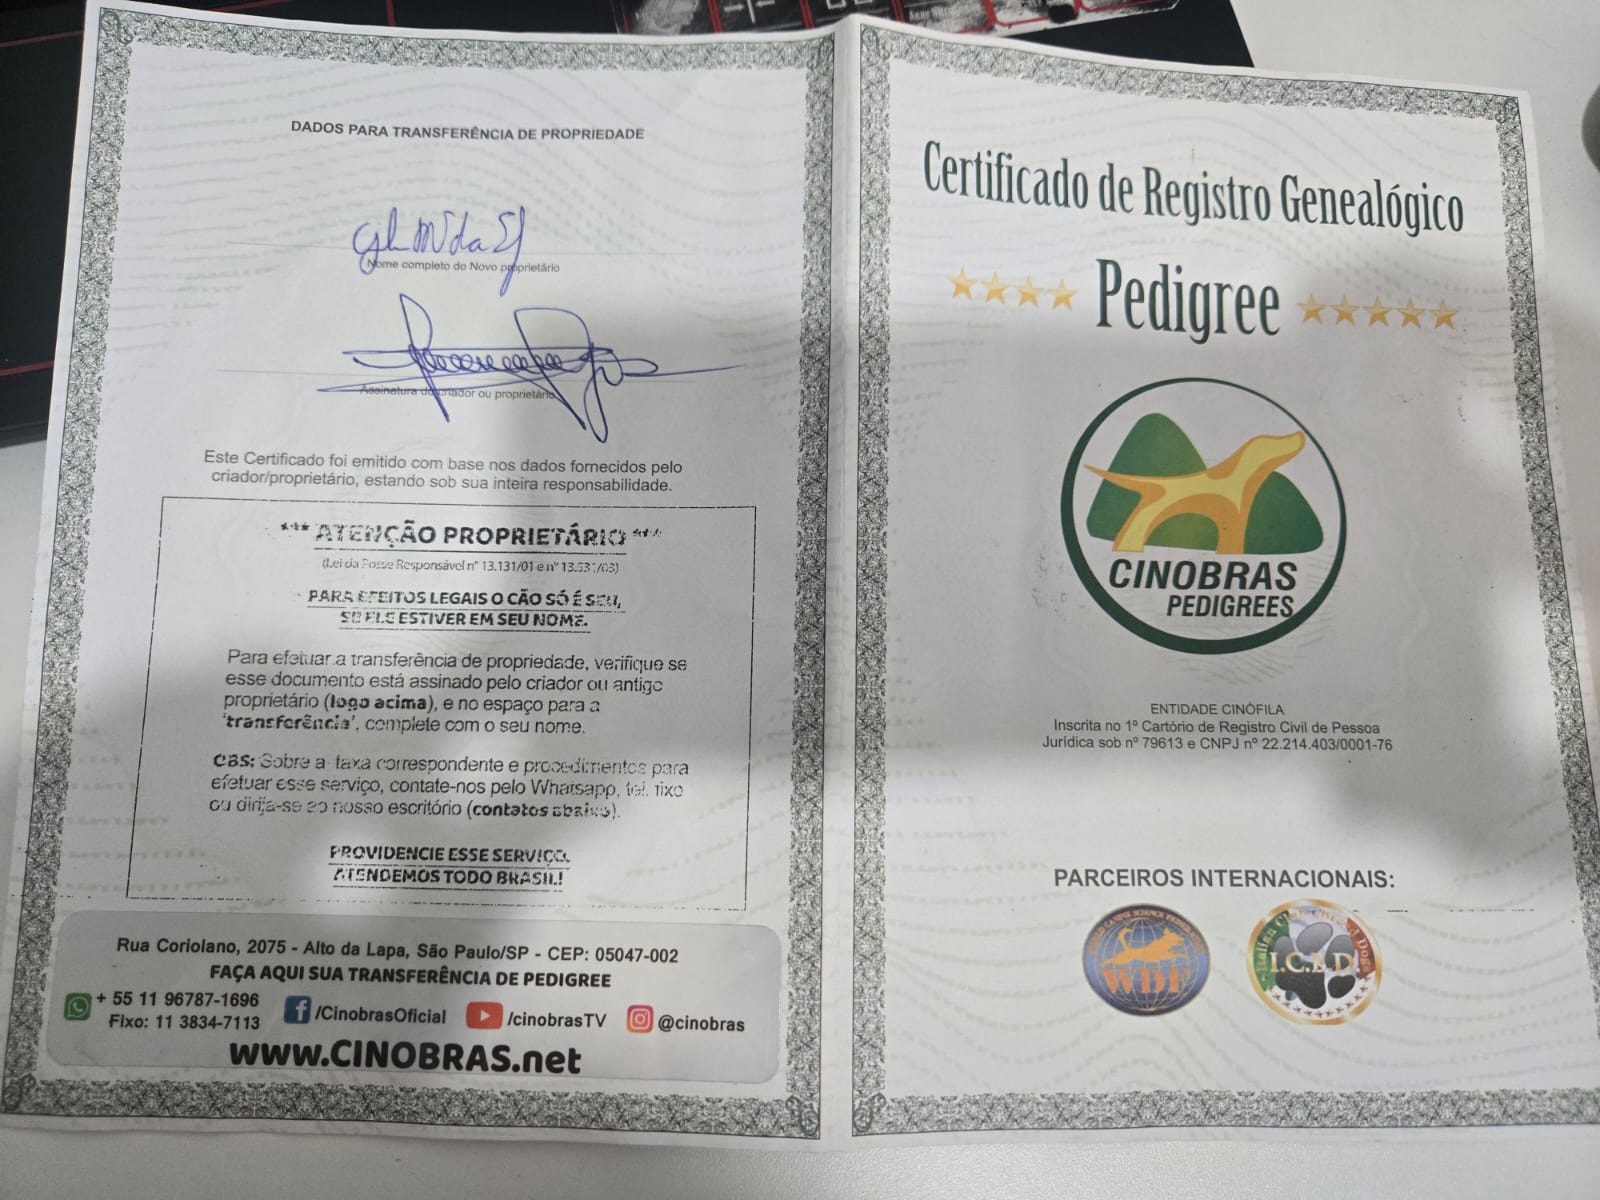 DADOS PARA TRANSFERÊNCIA DE PROPRIEDADE
Nome completo do Novo proprietário
Assinatura do criador ou proprietário
Este Certificado foi emitido com base nos dados fornecidos pelo
criador/proprietário, estando sob sua inteira responsabilidade.
*** ATENÇÃO PROPRIETÁRIO ***
(Lei da Posse Responsável nº 13.131/01 e nº 13.531/03)
PARA EFEITOS LEGAIS O CÃO SÓ É SEU,
SE ELE ESTIVER EM SEU NOME.
Para efetuar a transferência de propriedade, verifique se
esse documento está assinado pelo criador ou antigo
proprietário (logo acima), e no espaço para a
'transferência', complete com o seu nome.
OBS: Sobre a taxa correspondente e procedimentos para
efetuar esse serviço, contate-nos pelo Whatsapp, tel. fixo
ou dirija-se ao nosso escritório (contatos abaixo).
PROVIDENCIE ESSE SERVIÇO.
ATENDEMOS TODO BRASIL!
Rua Coriolano, 2075 - Alto da Lapa, São Paulo/SP - CEP: 05047-002
FAÇA AQUI SUA TRANSFERÊNCIA DE PEDIGREE
+ 55 11 96787-1696
Fixo: 11 3834-7113
/CinobrasOficial
/cinobrasTV
@cinobras
www.CINOBRAS.net
Certificado de Registro Genealógico
Pedigree
CINOBRAS
PEDIGREES
ENTIDADE CINÓFILA
Inscrita no 1º Cartório de Registro Civil de Pessoa
Jurídica sob nº 79613 e CNPJ nº 22.214.403/0001-76
PARCEIROS INTERNACIONAIS:
WDF
I.C.B.D